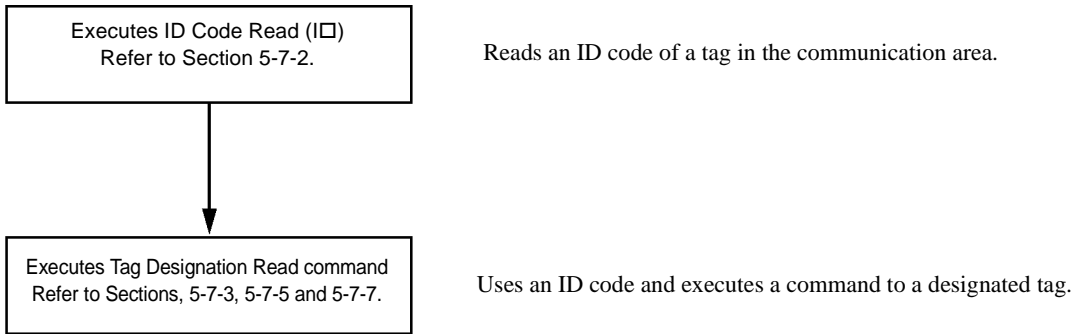 Executes ID Code Read (I□)
Refer to Section 5-7-2.
Reads an ID code of a tag in the communication area.
Executes Tag Designation Read command
Refer to Sections, 5-7-3, 5-7-5 and 5-7-7.
Uses an ID code and executes a command to a designated tag.